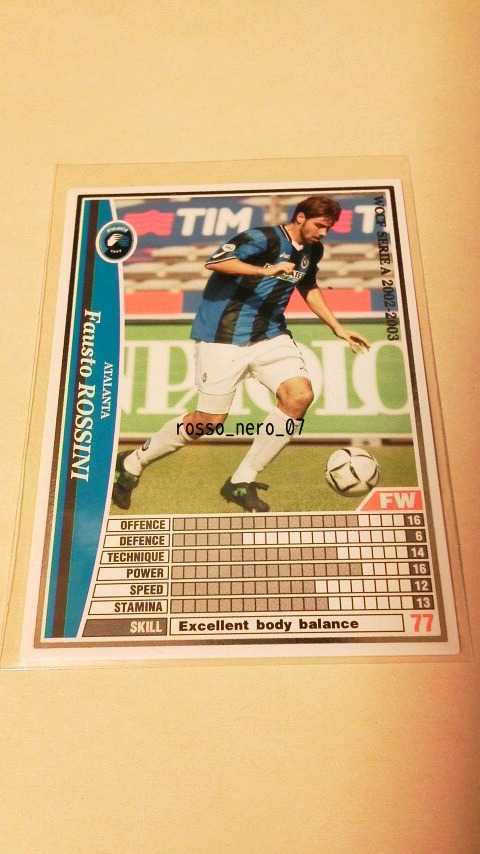 WCCF SERIE A 2002-2003
TIM
NPAOLO
ATALANTA
Fausto ROSSINI
rosso_nero_07
FW
OFFENCE 16
DEFENCE 6
TECHNIQUE 14
POWER 16
SPEED 12
STAMINA 13
SKILL Excellent body balance 77